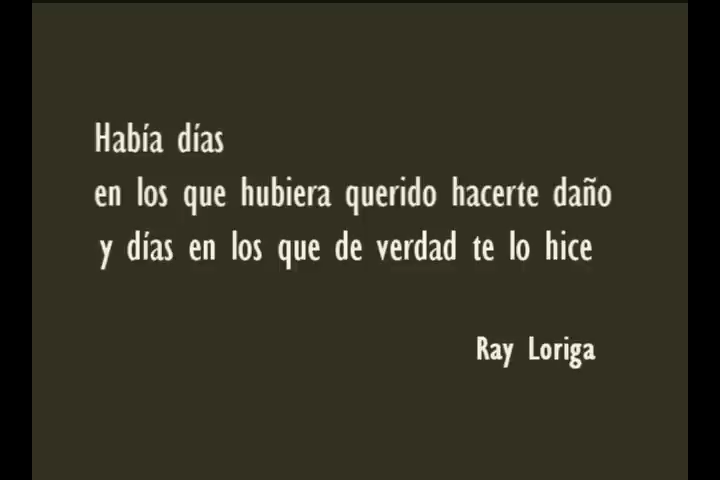 Había días
en los que hubiera querido hacerte daño
y días en los que de verdad te lo hice
Ray Loriga